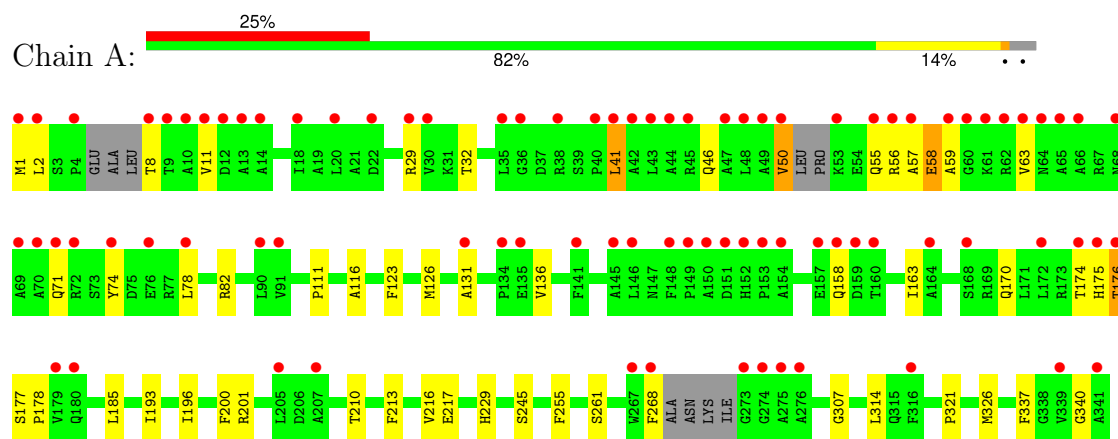 25%
Chain A:
82% 14% • •
M1 L2 S3 P4 GLU ALA LEU T8 T9 A10 V11 D12 A13 A14 I18 A19 L20 A21 D22 R29 V30 K31 T32 L35 G36 D37 R38 S39 P40 L41 A42 L43 A44 R45 Q46 A47 L48 A49 V50 LEU PRO K53 E54 Q55 R56 A57 E58 A59 G60 K61 R62 V63 N64 A65 A66 R67 N68
A69 A70 Q71 R72 S73 Y74 D75 E76 R77 L78 R82 L90 V91 P111 A116 F123 M126 A131 P134 E135 V136 F141 A145 L146 N147 F148 P149 A150 D151 H152 P153 A154 E157 Q158 D159 T160 I163 A164 S168 R169 Q170 L171 L172 R173 T174 H175 T176
S177 P178 V179 Q180 L185 I193 I196 F200 R201 L205 D206 A207 T210 F213 V216 E217 H229 S245 F255 S261 W267 F268 ALA ASN LYS ILE G273 G274 A275 A276 G307 L314 Q315 F316 P321 M326 F337 G338 V339 G340 A341